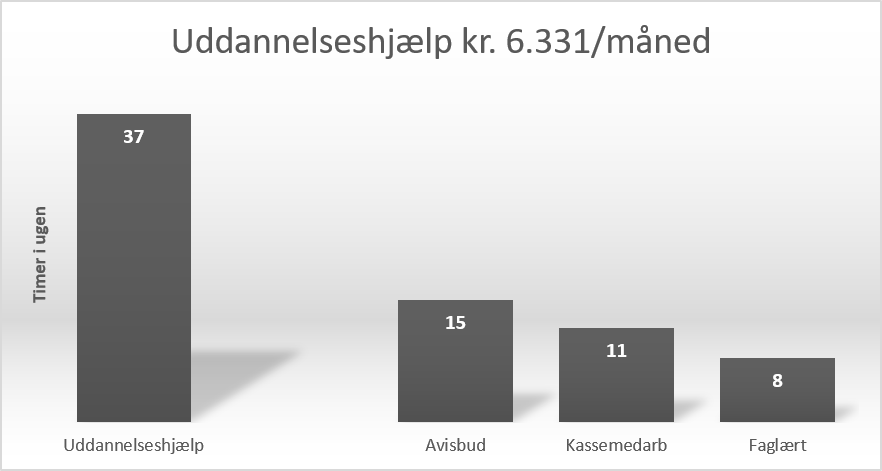 Uddannelseshjælp kr. 6.331/måned
Timer i ugen
37
15
11
8
Uddannelseshjælp
Avisbud
Kassemedarb
Faglært